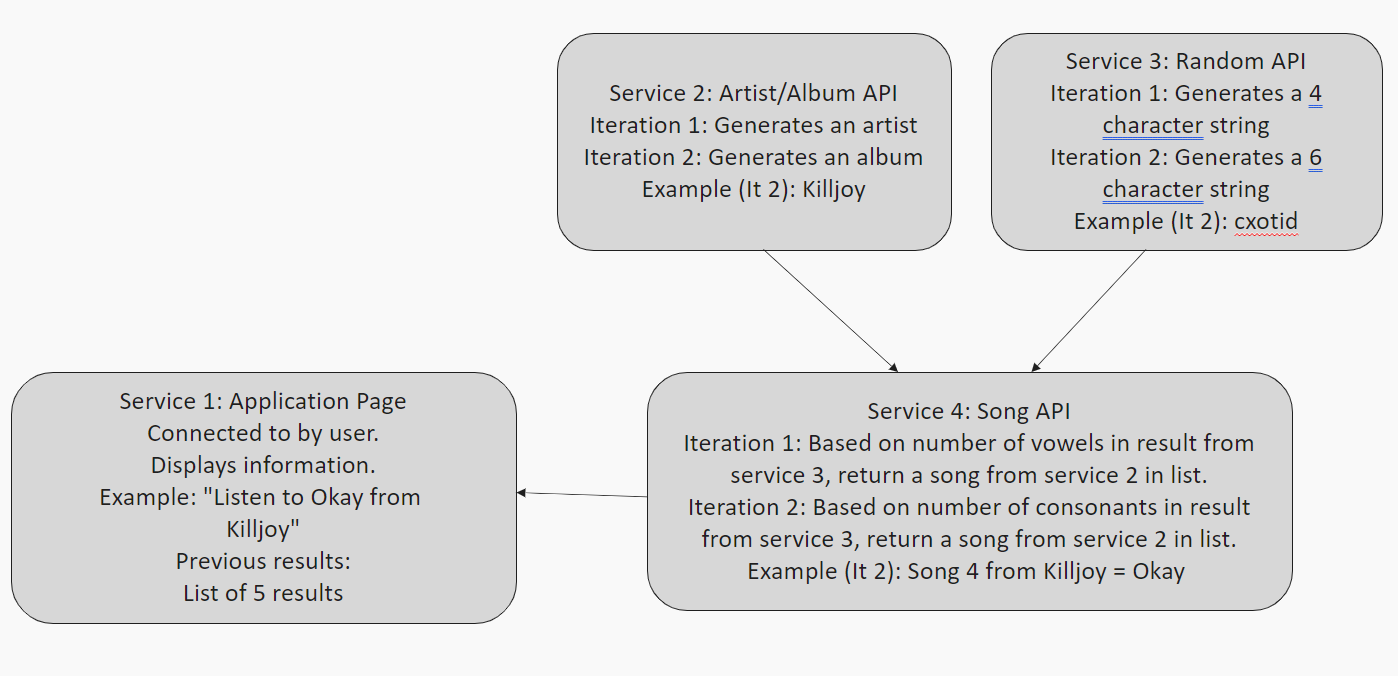 Service 2: Artist/Album API
Iteration 1: Generates an artist
Iteration 2: Generates an album
Example (It 2): Killjoy
Service 3: Random API
Iteration 1: Generates a 4
character string
Iteration 2: Generates a 6
character string
Example (It 2): cxotid
Service 1: Application Page
Connected to by user.
Displays information.
Example: "Listen to Okay from
Killjoy"
Previous results:
List of 5 results
Service 4: Song API
Iteration 1: Based on number of vowels in result from
service 3, return a song from service 2 in list.
Iteration 2: Based on number of consonants in result
from service 3, return a song from service 2 in list.
Example (It 2): Song 4 from Killjoy = Okay